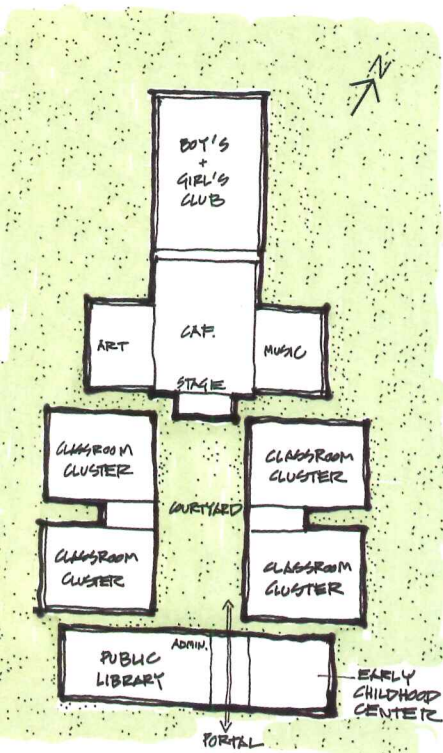 N
BOY'S
+
GIRL'S
CLUB
ART
CAF.
MUSIC
STAGE
CLASSROOM
CLUSTER
CLASSROOM
CLUSTER
COURTYARD
CLASSROOM
CLUSTER
CLASSROOM
CLUSTER
PUBLIC
LIBRARY
ADMIN.
EARLY
CHILDHOOD
CENTER
PORTAL